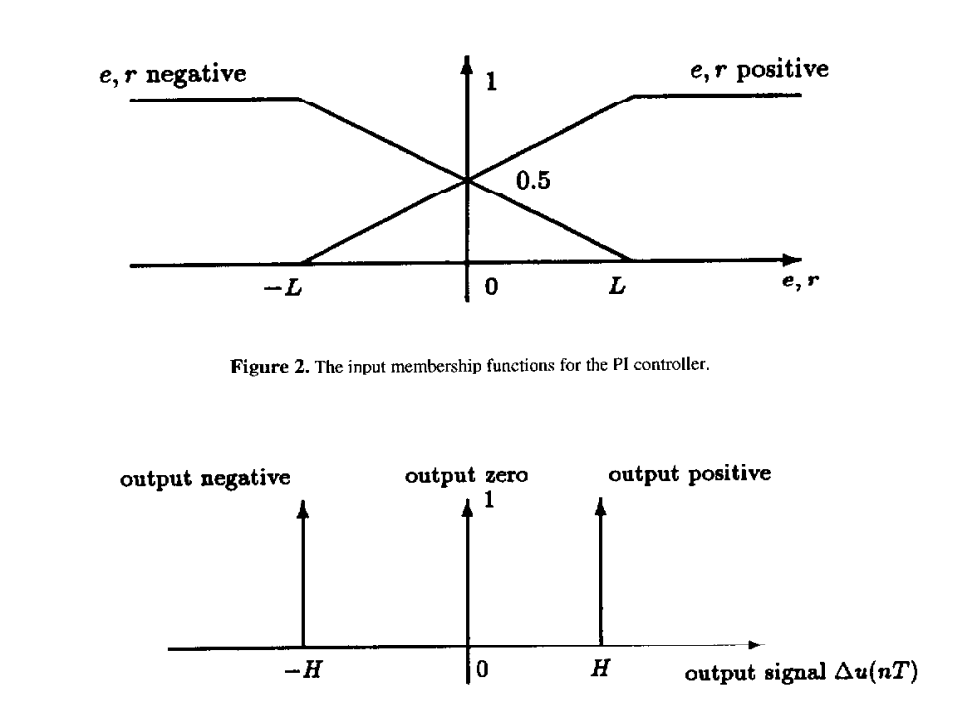 e, r negative
e, r positive
1
0.5
−L
0
L
e, r
Figure 2. The input membership functions for the PI controller.
output negative
output zero
output positive
1
−H
0
H
output signal Δu(nT)